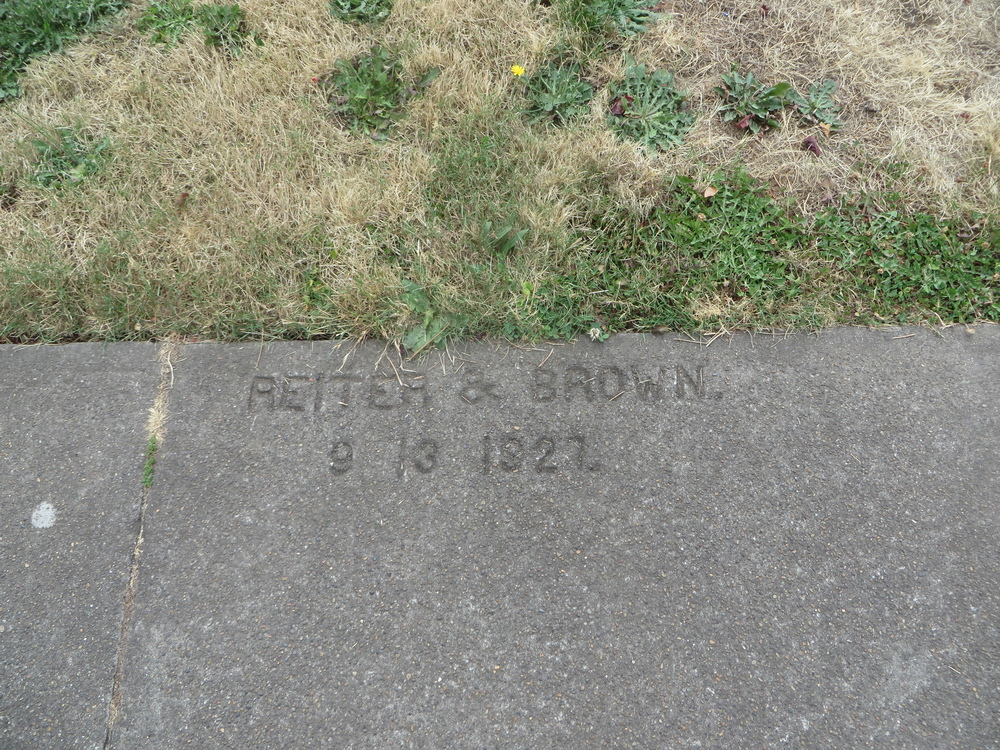 REITER & BROWN.
9 13 1927.